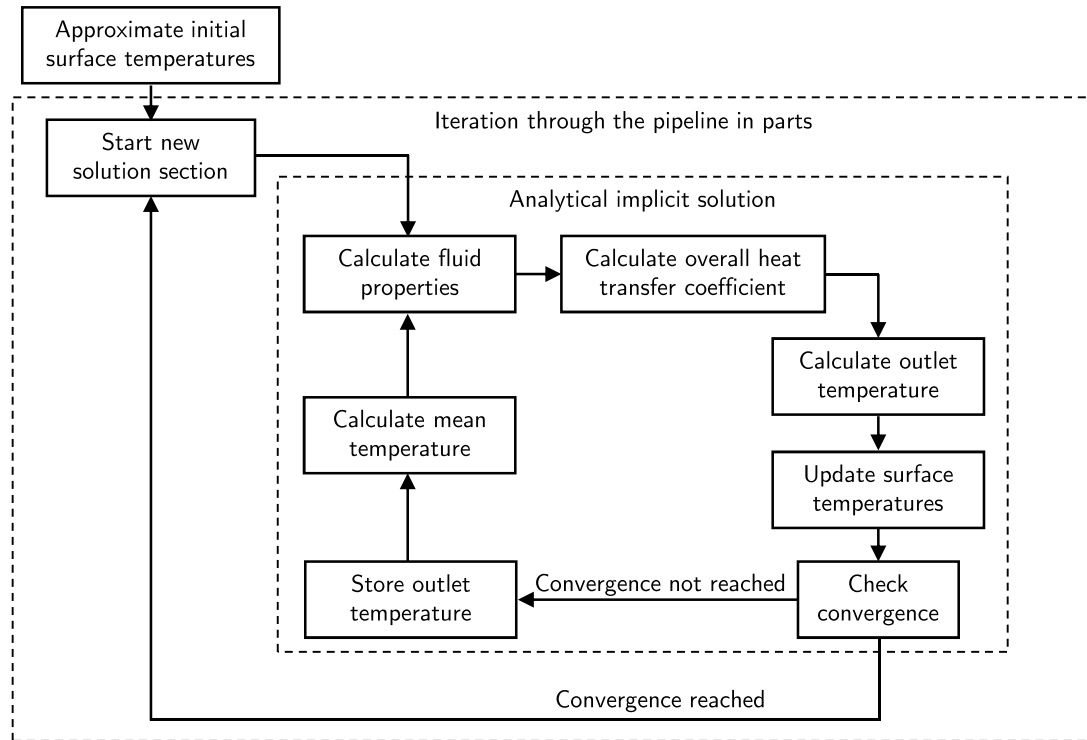 Approximate initial
surface temperatures
Iteration through the pipeline in parts
Start new
solution section
Analytical implicit solution
Calculate fluid
properties
Calculate overall heat
transfer coefficient
Calculate outlet
temperature
Calculate mean
temperature
Update surface
temperatures
Store outlet
temperature
Convergence not reached
Check
convergence
Convergence reached